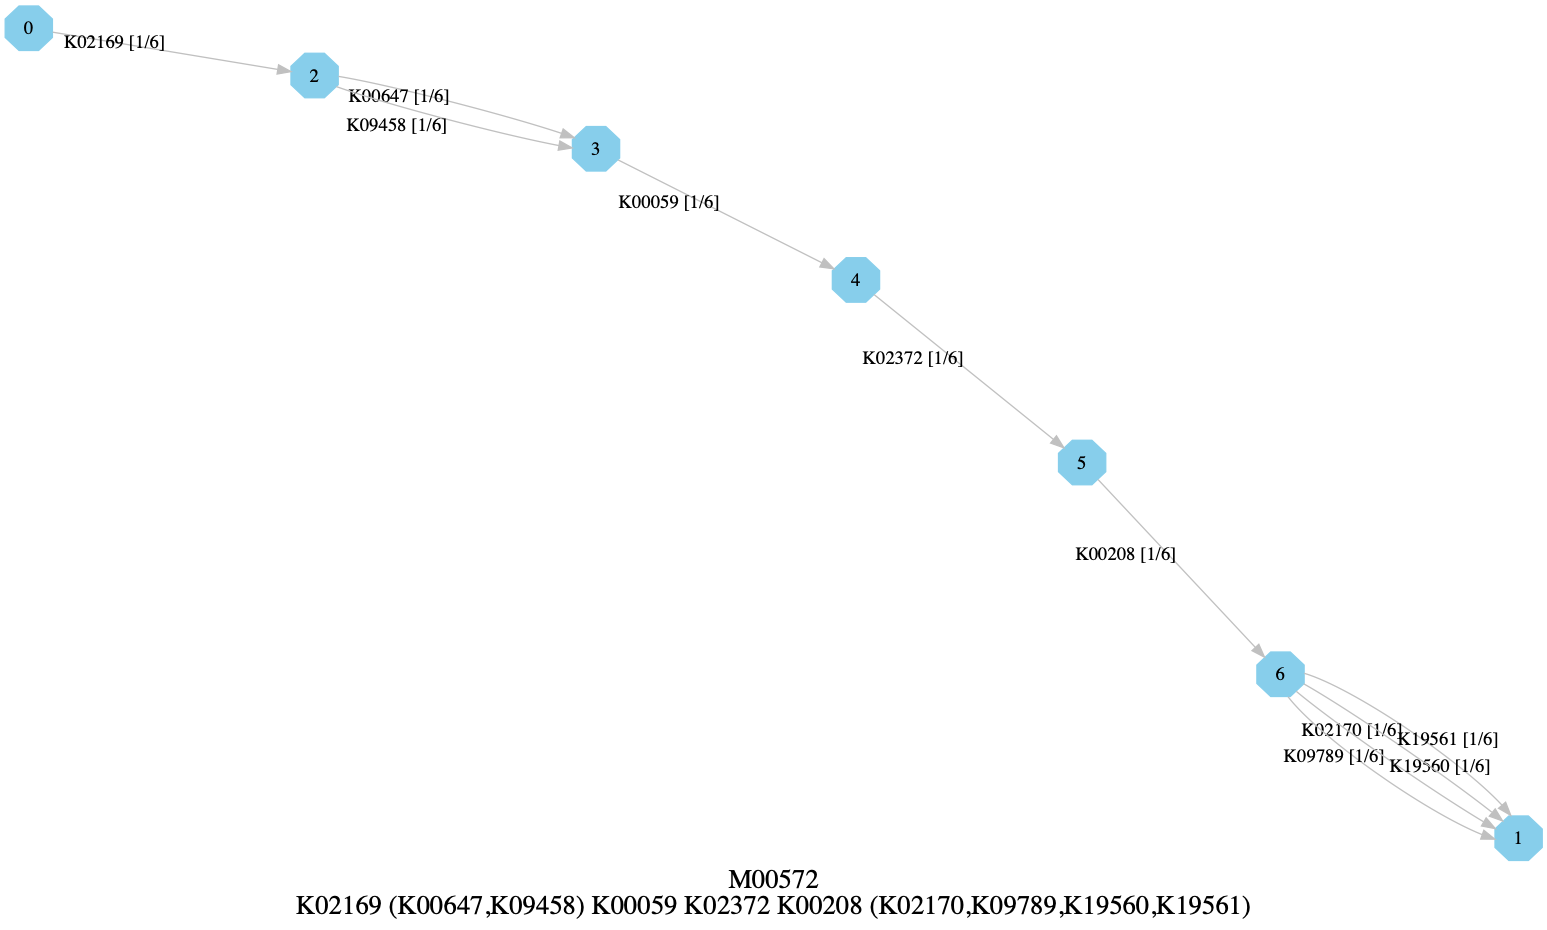 0
K02169 [1/6]
2
K00647 [1/6]
K09458 [1/6]
3
K00059 [1/6]
4
K02372 [1/6]
5
K00208 [1/6]
6
K02170 [1/6]
K19561 [1/6]
K09789 [1/6]
K19560 [1/6]
1
M00572
K02169 (K00647,K09458) K00059 K02372 K00208 (K02170,K09789,K19560,K19561)